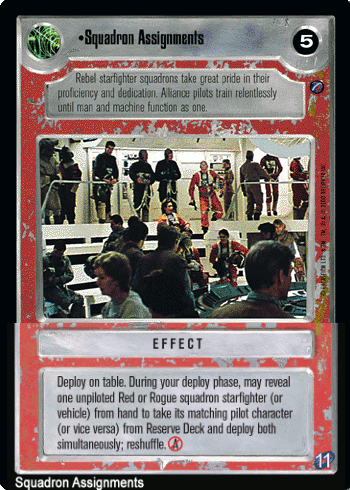 •Squadron Assignments
5
Rebel starfighter squadrons take great pride in their
proficiency and dedication. Alliance pilots train relentlessly
until man and machine function as one.
EFFECT
Deploy on table. During your deploy phase, may reveal
one unpiloted Red or Rogue squadron starfighter (or
vehicle) from hand to take its matching pilot character
(or vice versa) from Reserve Deck and deploy both
simultaneously; reshuffle. A
11
Squadron Assignments